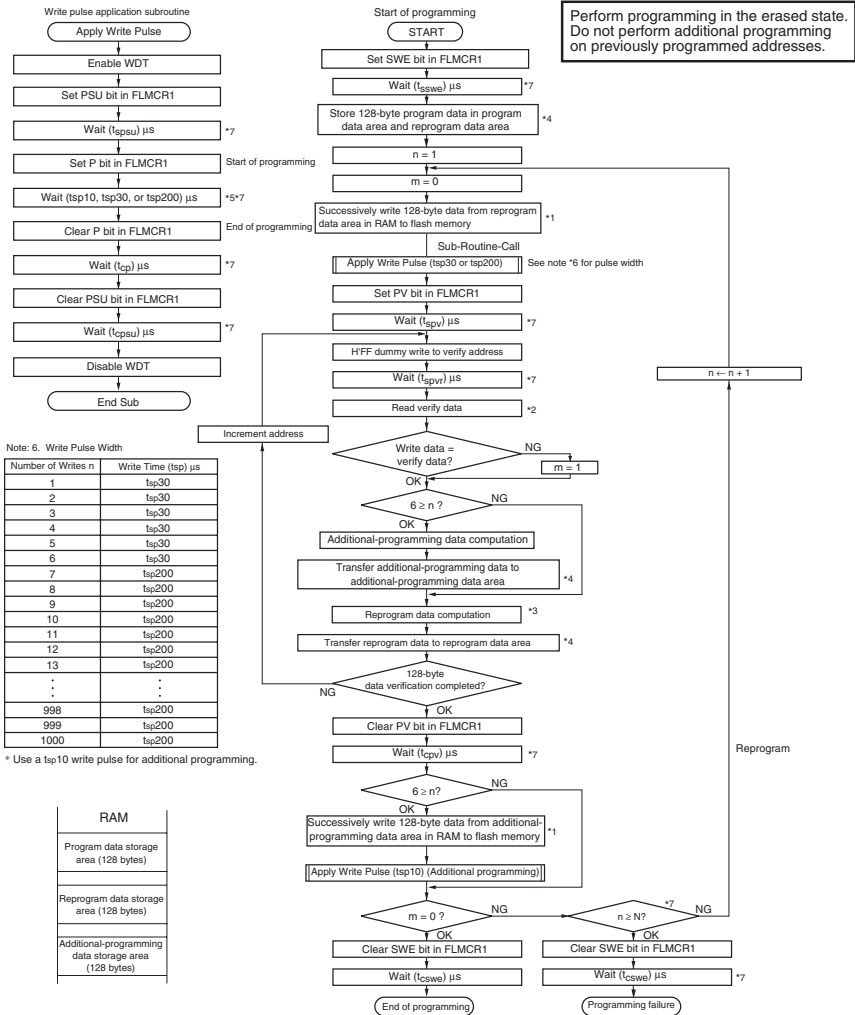 Write pulse application subroutine
Apply Write Pulse
Enable WDT
Set PSU bit in FLMCR1
Wait (tspsu) μs
*7
Set P bit in FLMCR1
Start of programming
Wait (tsp10, tsp30, or tsp200) μs
*5*7
Clear P bit in FLMCR1
End of programming
Wait (tcp) μs
*7
Clear PSU bit in FLMCR1
Wait (tcpsu) μs
*7
Disable WDT
End Sub
Note: 6. Write Pulse Width
Number of Writes n Write Time (tsp) μs
1 tsp30
2 tsp30
3 tsp30
4 tsp30
5 tsp30
6 tsp30
7 tsp200
8 tsp200
9 tsp200
10 tsp200
11 tsp200
12 tsp200
13 tsp200
998 tsp200
999 tsp200
1000 tsp200
* Use a tsp10 write pulse for additional programming.
RAM
Program data storage
area (128 bytes)
Reprogram data storage
area (128 bytes)
Additional-programming
data storage area
(128 bytes)
Start of programming
START
Set SWE bit in FLMCR1
Wait (tsswe) μs
*7
Store 128-byte program data in program
data area and reprogram data area
*4
n = 1
m = 0
Successively write 128-byte data from reprogram
data area in RAM to flash memory
*1
Sub-Routine-Call
Apply Write Pulse (tsp30 or tsp200)
See note *6 for pulse width
Set PV bit in FLMCR1
Wait (tspv) μs
*7
H'FF dummy write to verify address
Wait (tspvr) μs
*7
Read verify data
*2
Increment address
Write data =
verify data?
NG
m = 1
OK
6 ≥ n ?
NG
OK
Additional-programming data computation
Transfer additional-programming data to
additional-programming data area
*4
Reprogram data computation
*3
Transfer reprogram data to reprogram data area
*4
128-byte
data verification completed?
NG
OK
Clear PV bit in FLMCR1
Wait (tcpv) μs
*7
6 ≥ n?
NG
OK
Successively write 128-byte data from additional-
programming data area in RAM to flash memory
*1
Apply Write Pulse (tsp10) (Additional programming)
m = 0 ?
NG
OK
Clear SWE bit in FLMCR1
Wait (tcswe) μs
End of programming
*7
n ≥ N?
NG
OK
Clear SWE bit in FLMCR1
Wait (tcswe) μs
*7
Programming failure
n ← n + 1
Reprogram
Perform programming in the erased state.
Do not perform additional programming
on previously programmed addresses.